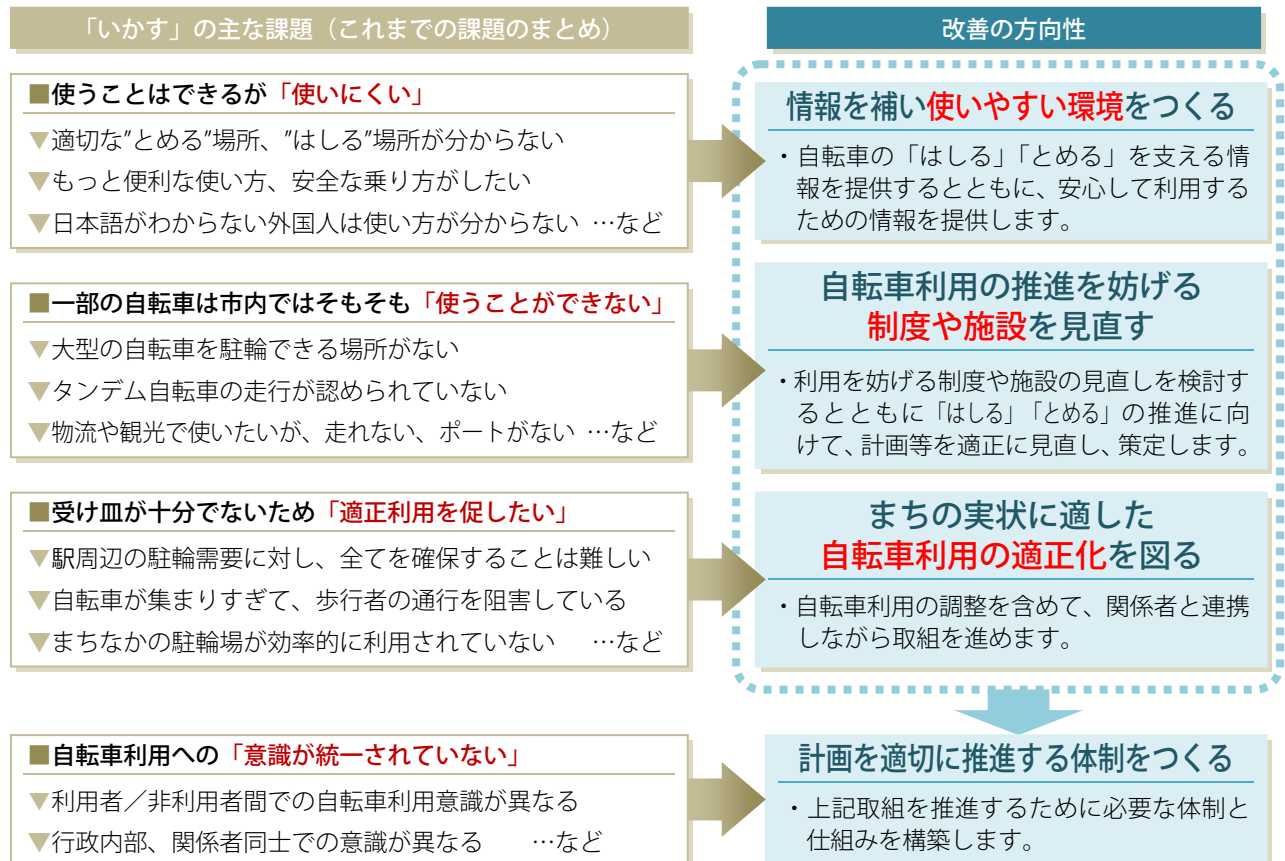 「いかす」の主な課題（これまでの課題のまとめ）
改善の方向性
■使うことはできるが「使いにくい」
▼適切な”とめる”場所、”はしる”場所が分からない
▼もっと便利な使い方、安全な乗り方がしたい
▼日本語がわからない外国人は使い方が分からない …など
情報を補い使いやすい環境をつくる
・自転車の「はしる」「とめる」を支える情
報を提供するとともに、安心して利用する
ための情報を提供します。
■一部の自転車は市内ではそもそも「使うことができない」
▼大型の自転車を駐輪できる場所がない
▼タンデム自転車の走行が認められていない
▼物流や観光で使いたいが、走れない、ポートがない …など
自転車利用の推進を妨げる
制度や施設を見直す
・利用を妨げる制度や施設の見直しを検討す
るとともに「はしる」「とめる」の推進に向
けて、計画等を適正に見直し、策定します。
■受け皿が十分でないため「適正利用を促したい」
▼駅周辺の駐輪需要に対し、全てを確保することは難しい
▼自転車が集まりすぎて、歩行者の通行を阻害している
▼まちなかの駐輪場が効率的に利用されていない …など
まちの実状に適した
自転車利用の適正化を図る
・自転車利用の調整を含めて、関係者と連携
しながら取組を進めます。
■自転車利用への「意識が統一されていない」
▼利用者／非利用者間での自転車利用意識が異なる
▼行政内部、関係者同士での意識が異なる …など
計画を適切に推進する体制をつくる
・上記取組を推進するために必要な体制と
仕組みを構築します。